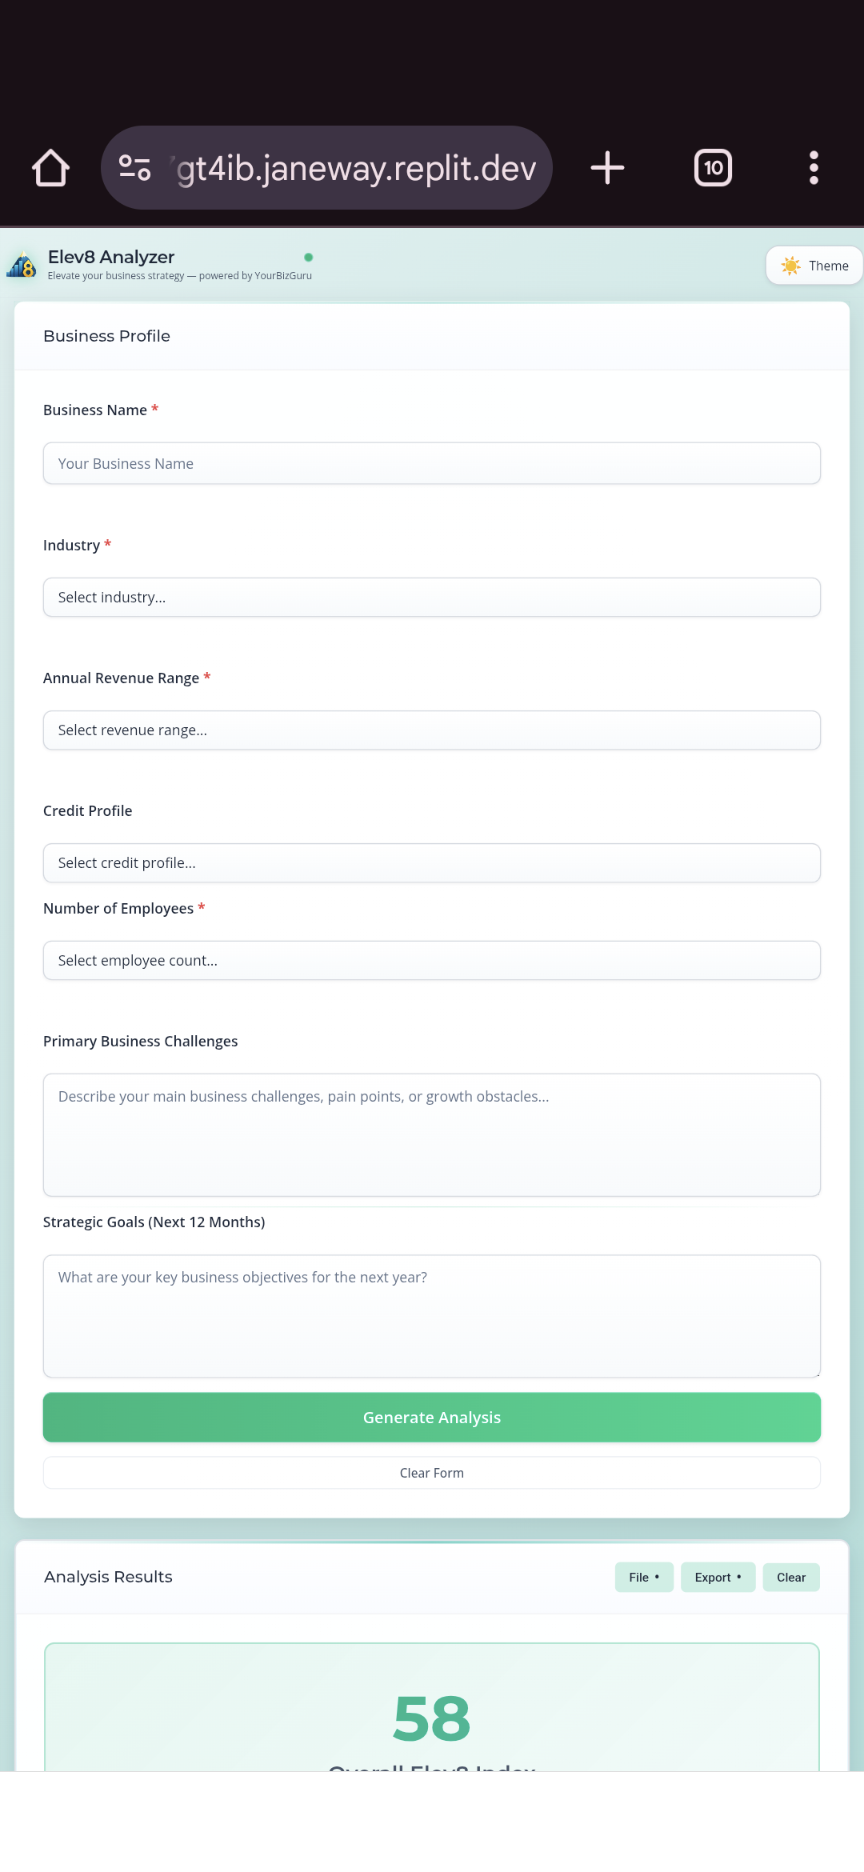 gt4ib.janeway.replit.dev
10
8
Elev8 Analyzer
Elevate your business strategy — powered by YourBizGuru
Theme
Business Profile
Business Name *
Your Business Name
Industry *
Select industry...
Annual Revenue Range *
Select revenue range...
Credit Profile
Select credit profile...
Number of Employees *
Select employee count...
Primary Business Challenges
Describe your main business challenges, pain points, or growth obstacles...
Strategic Goals (Next 12 Months)
What are your key business objectives for the next year?
Generate Analysis
Clear Form
Analysis Results
File •
Export •
Clear
58
Overall Elev8 Index